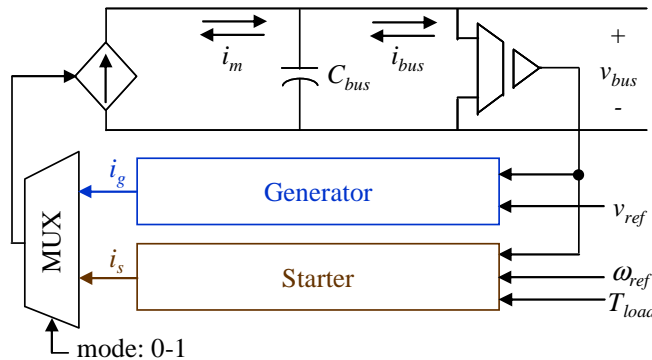 +
i_m
C_bus
i_bus
v_bus
-
i_g
Generator
v_ref
MUX
i_s
Starter
ω_ref
T_load
mode: 0-1